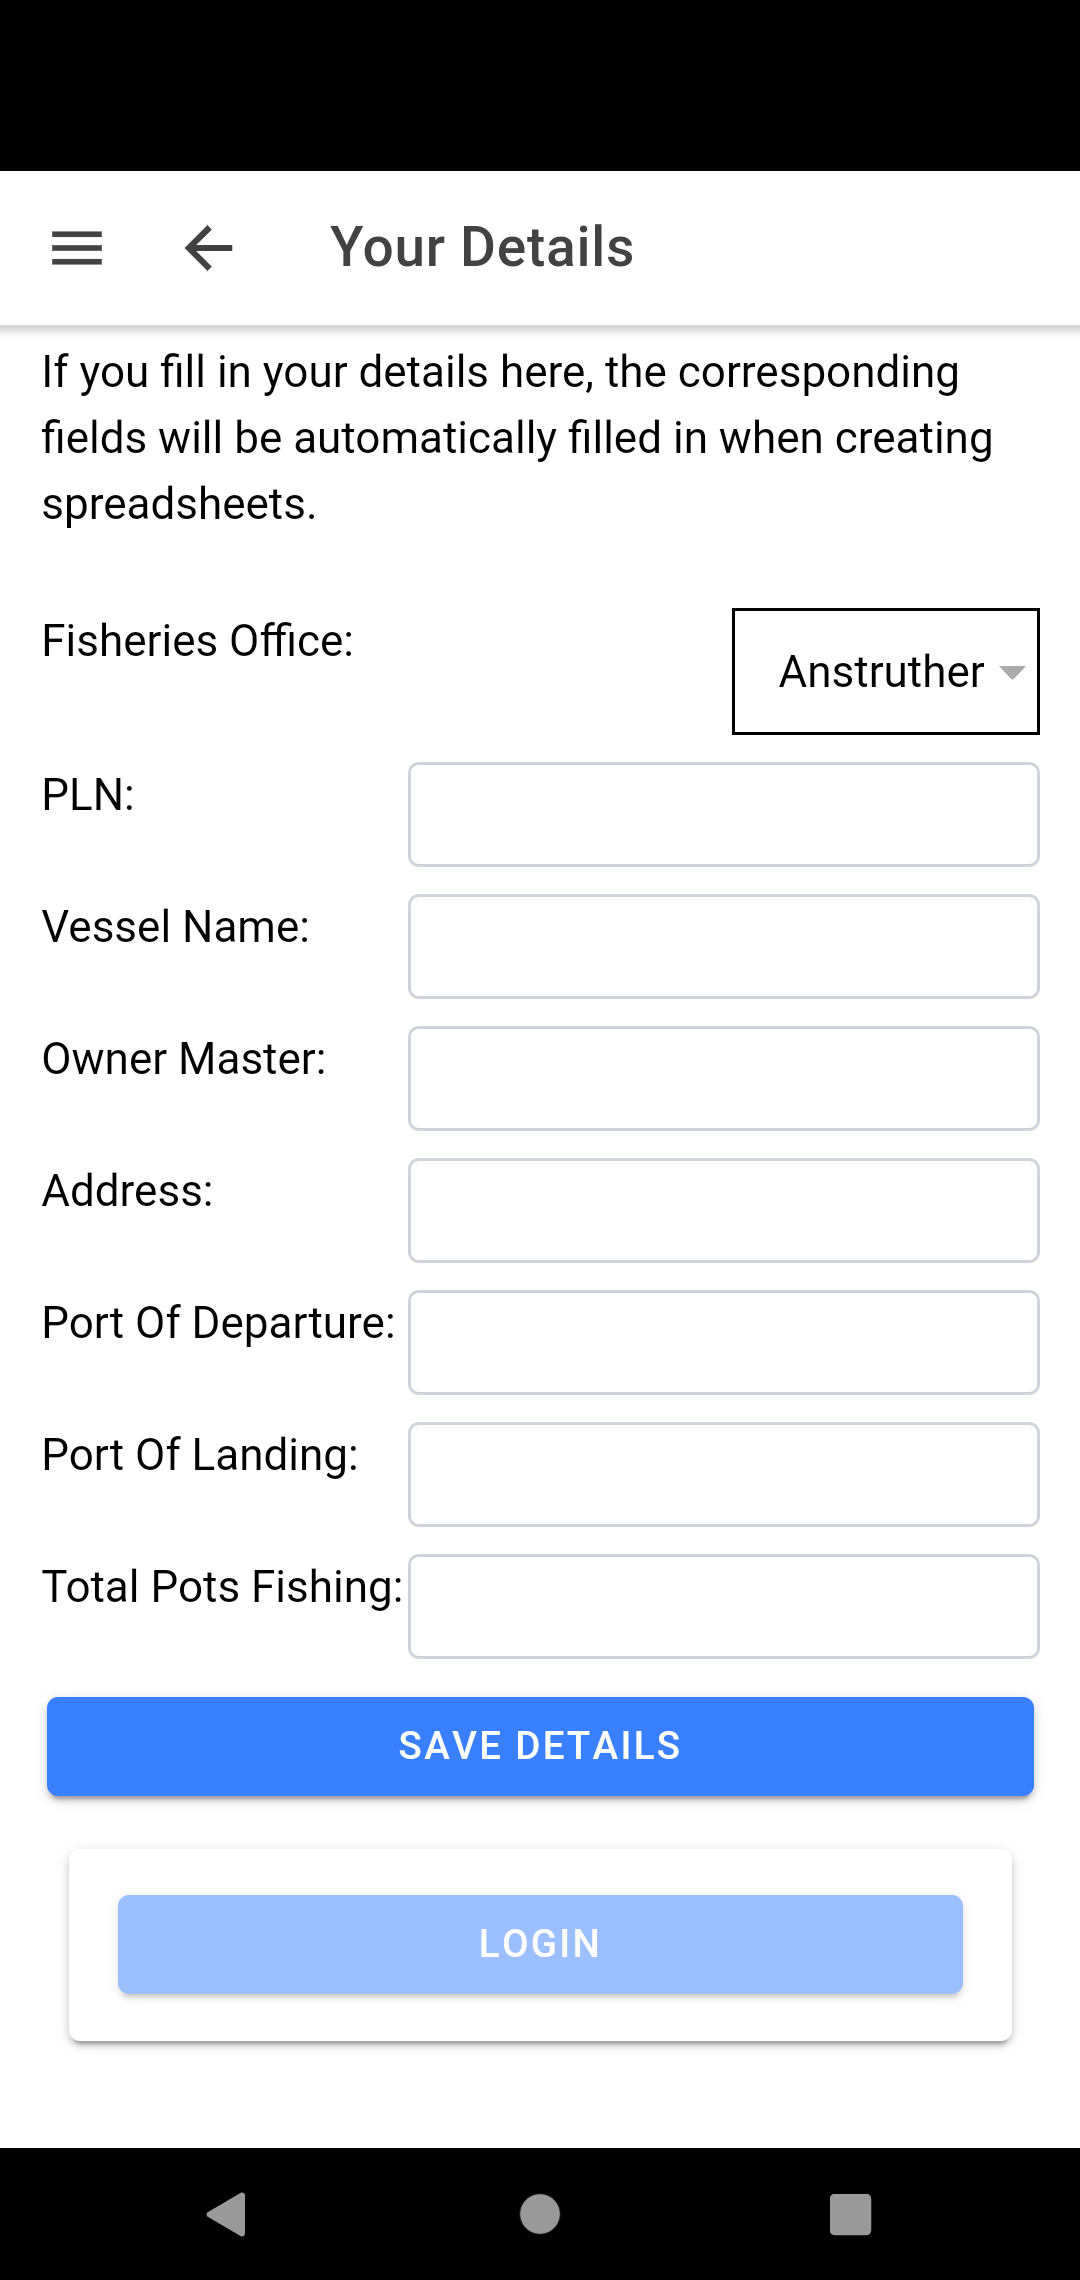 Your Details
If you fill in your details here, the corresponding
fields will be automatically filled in when creating
spreadsheets.
Fisheries Office:
Anstruther
PLN:
Vessel Name:
Owner Master:
Address:
Port Of Departure:
Port Of Landing:
Total Pots Fishing:
SAVE DETAILS
LOGIN